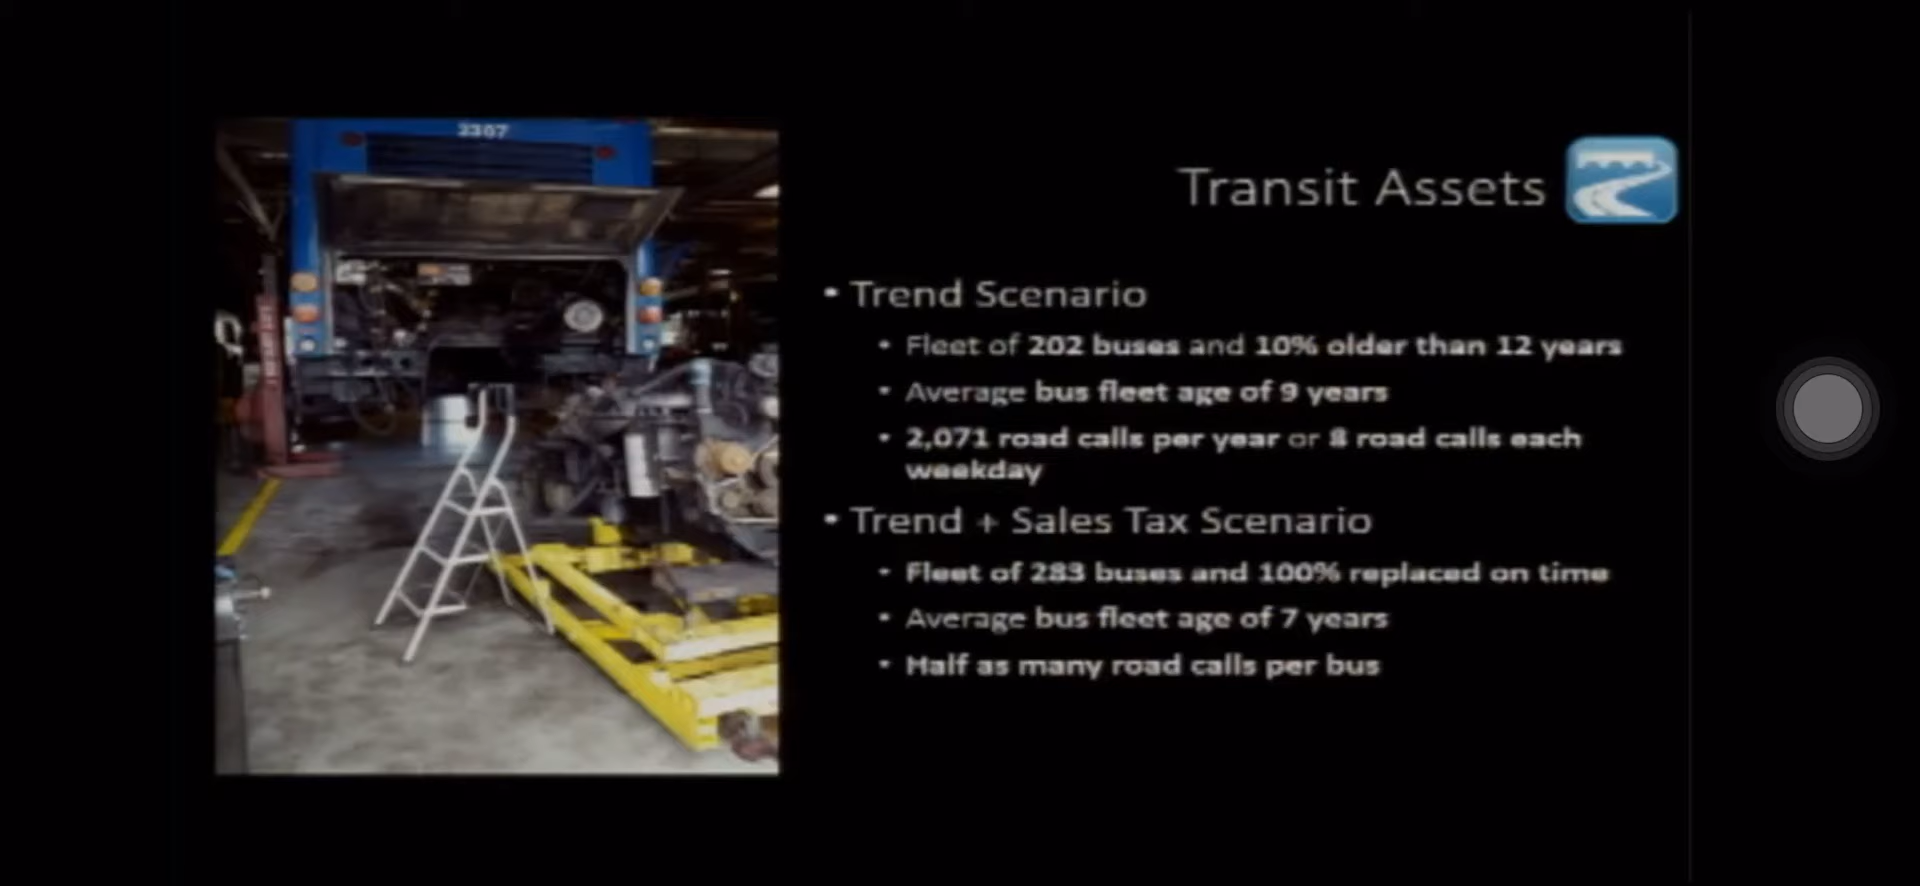 2307
Transit Assets
• Trend Scenario
• Fleet of 202 buses and 10% older than 12 years
• Average bus fleet age of 9 years
• 2,071 road calls per year or 8 road calls each
weekday
• Trend + Sales Tax Scenario
• Fleet of 283 buses and 100% replaced on time
• Average bus fleet age of 7 years
• Half as many road calls per bus